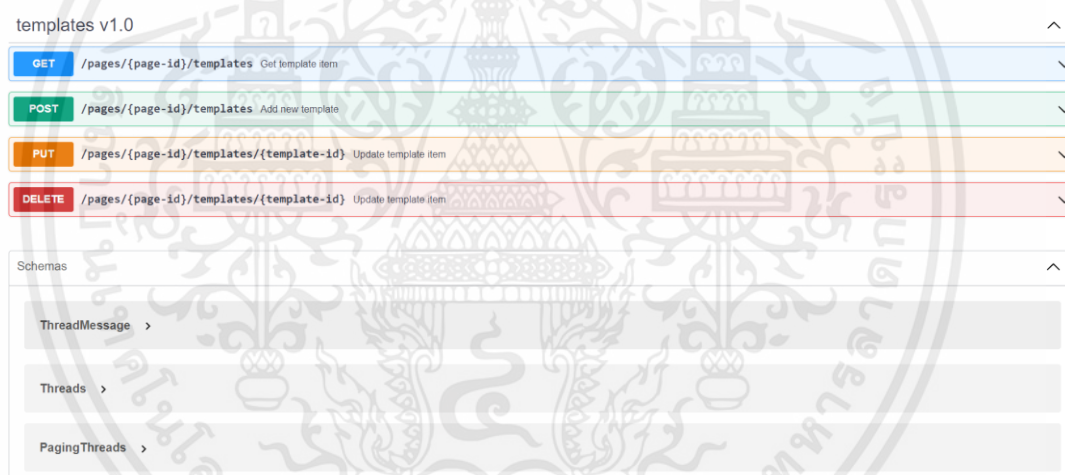 templates v1.0
GET /pages/{page-id}/templates Get template item
POST /pages/{page-id}/templates Add new template
PUT /pages/{page-id}/templates/{template-id} Update template item
DELETE /pages/{page-id}/templates/{template-id} Update template item
Schemas
ThreadMessage
Threads
PagingThreads